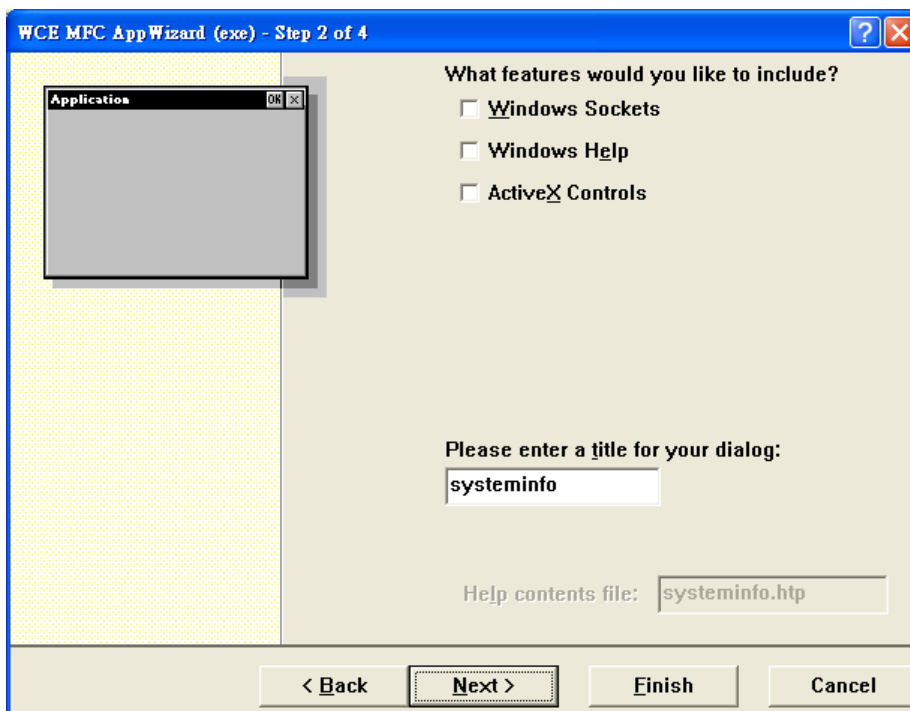 WCE MFC AppWizard (exe) - Step 2 of 4
Application OK
What features would you like to include?
Windows Sockets
Windows Help
ActiveX Controls
Please enter a title for your dialog:
systeminfo
Help contents file: systeminfo.htp
< Back Next > Finish Cancel